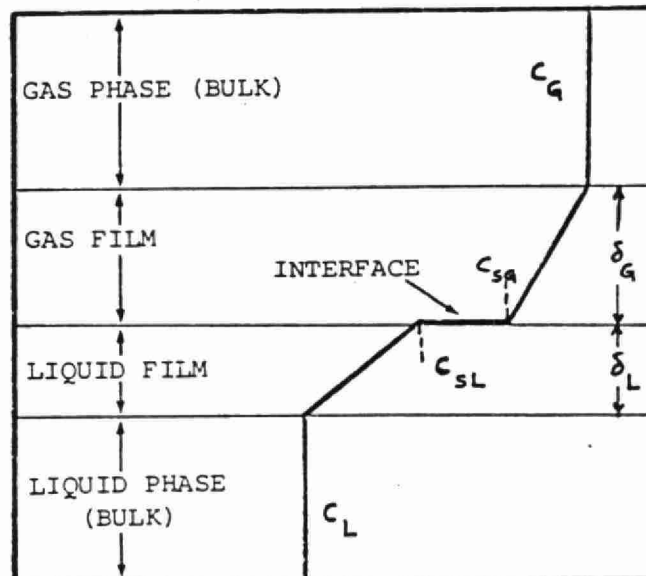 C_G
GAS PHASE (BULK)
GAS FILM
INTERFACE
C_SG
δ_G
LIQUID FILM
C_SL
δ_L
LIQUID PHASE
(BULK)
C_L